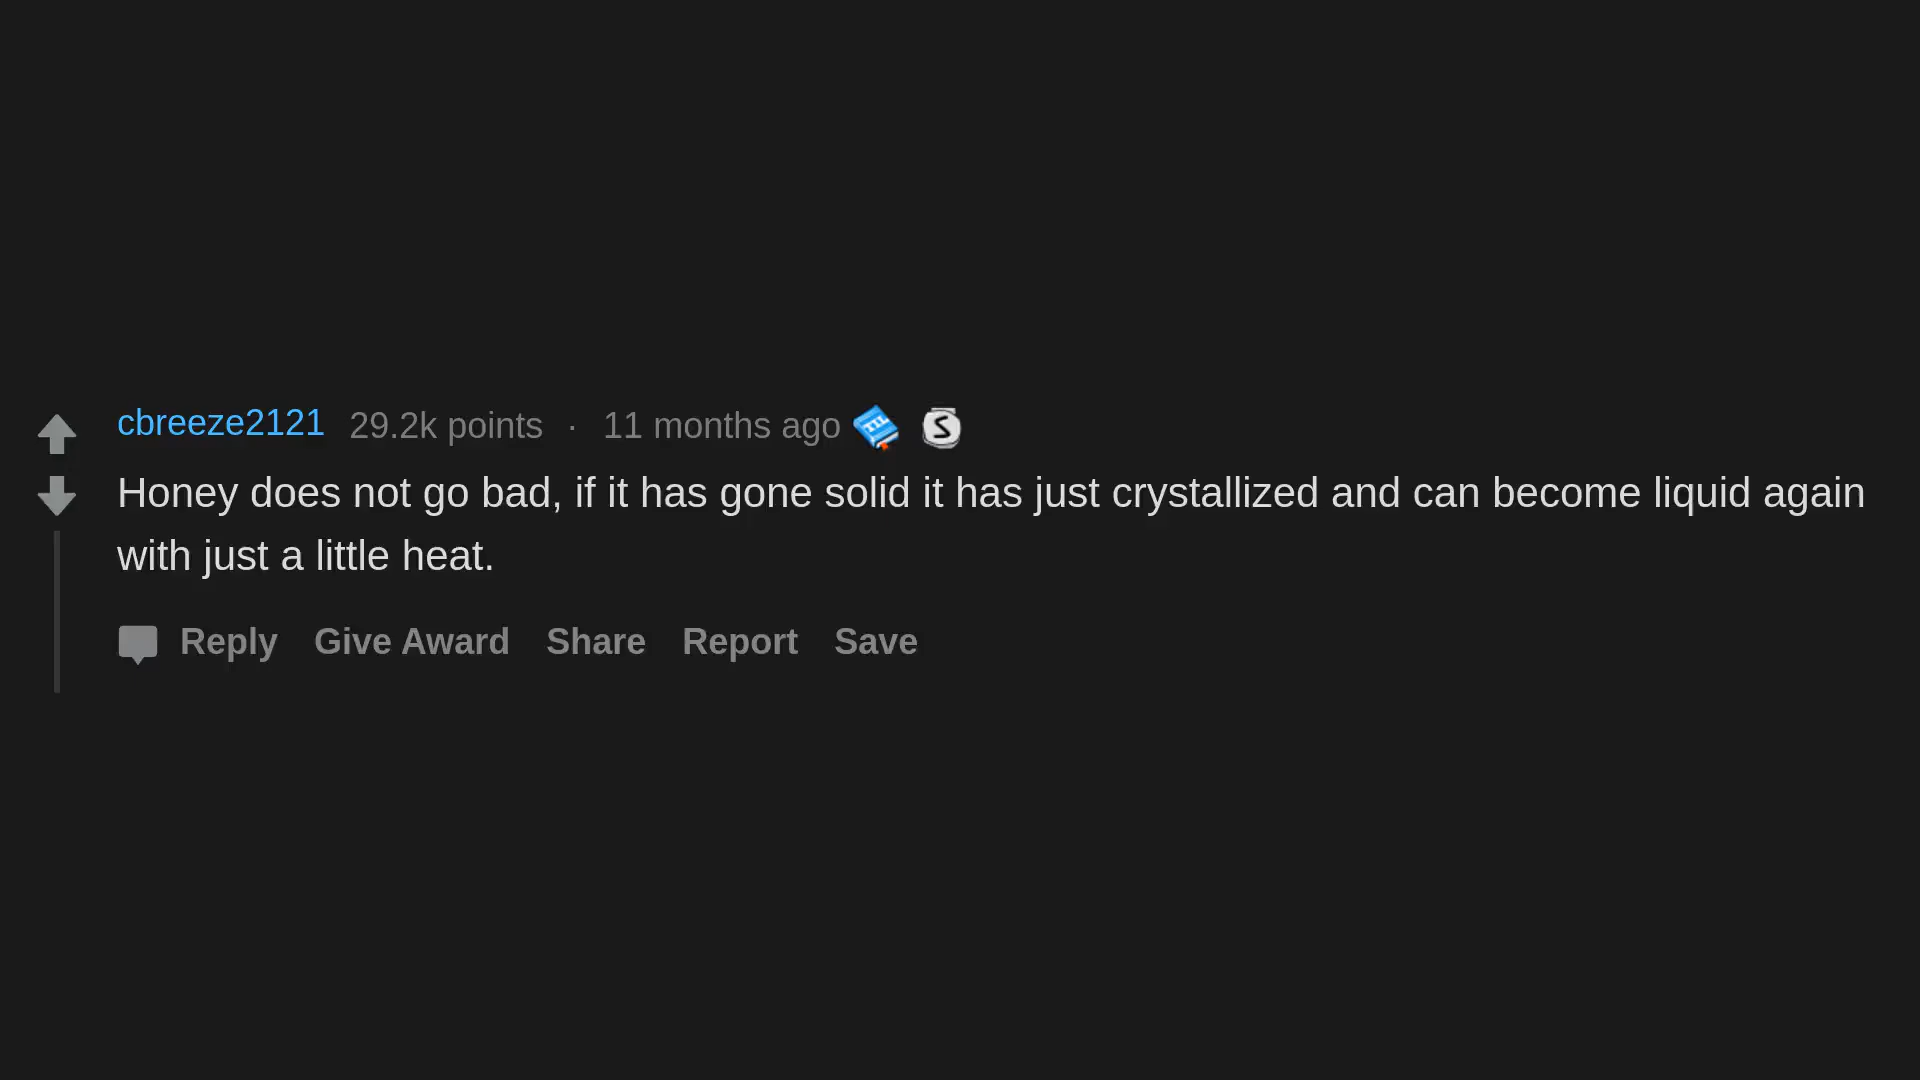 cbreeze2121 29.2k points · 11 months ago TIL S
Honey does not go bad, if it has gone solid it has just crystallized and can become liquid again
with just a little heat.
Reply Give Award Share Report Save